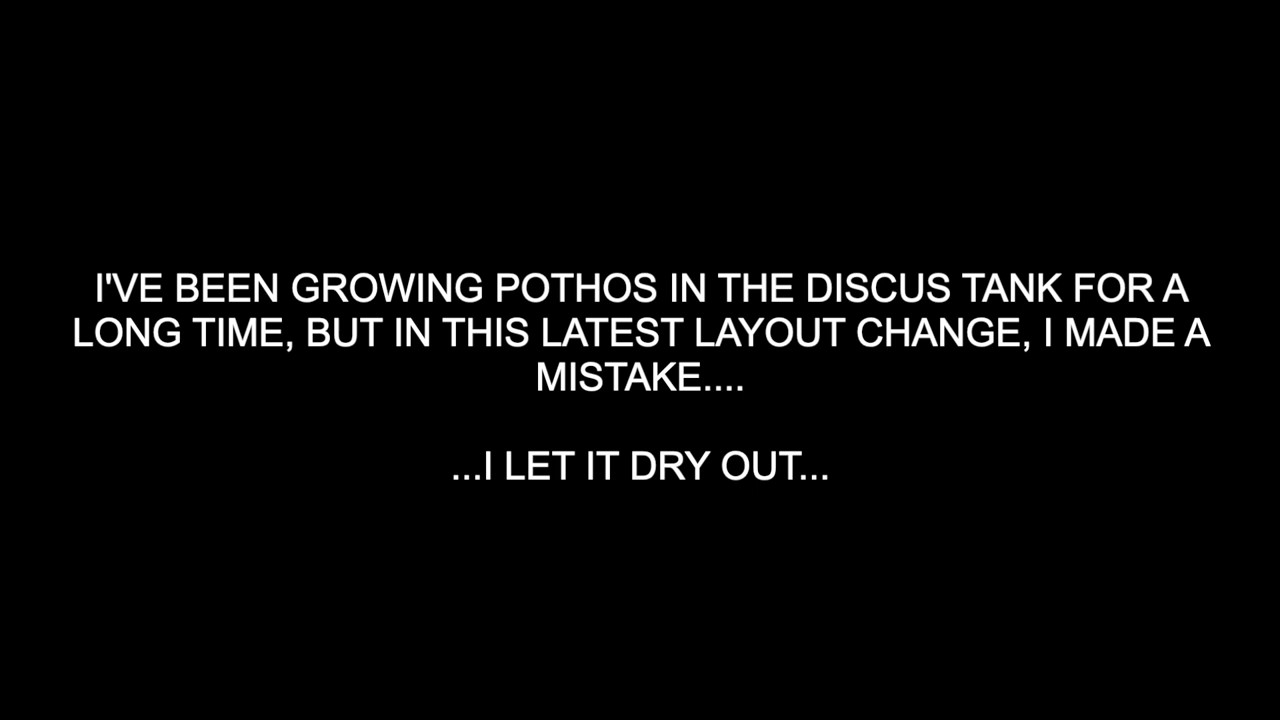 I'VE BEEN GROWING POTHOS IN THE DISCUS TANK FOR A
LONG TIME, BUT IN THIS LATEST LAYOUT CHANGE, I MADE A
MISTAKE....
...I LET IT DRY OUT...